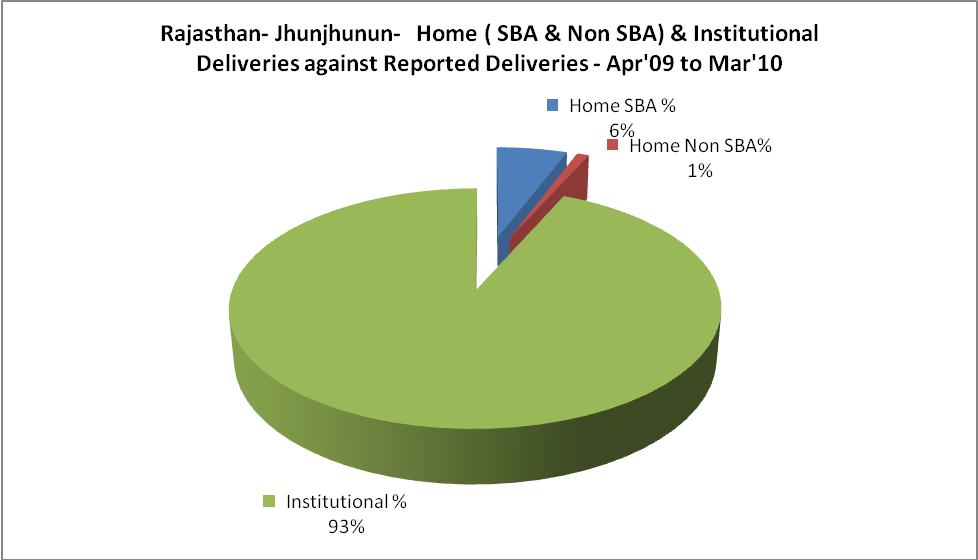 Rajasthan- Jhunjhunun- Home ( SBA & Non SBA) & Institutional
Deliveries against Reported Deliveries - Apr'09 to Mar'10
Home SBA %
6%
Home Non SBA%
1%
Institutional %
93%